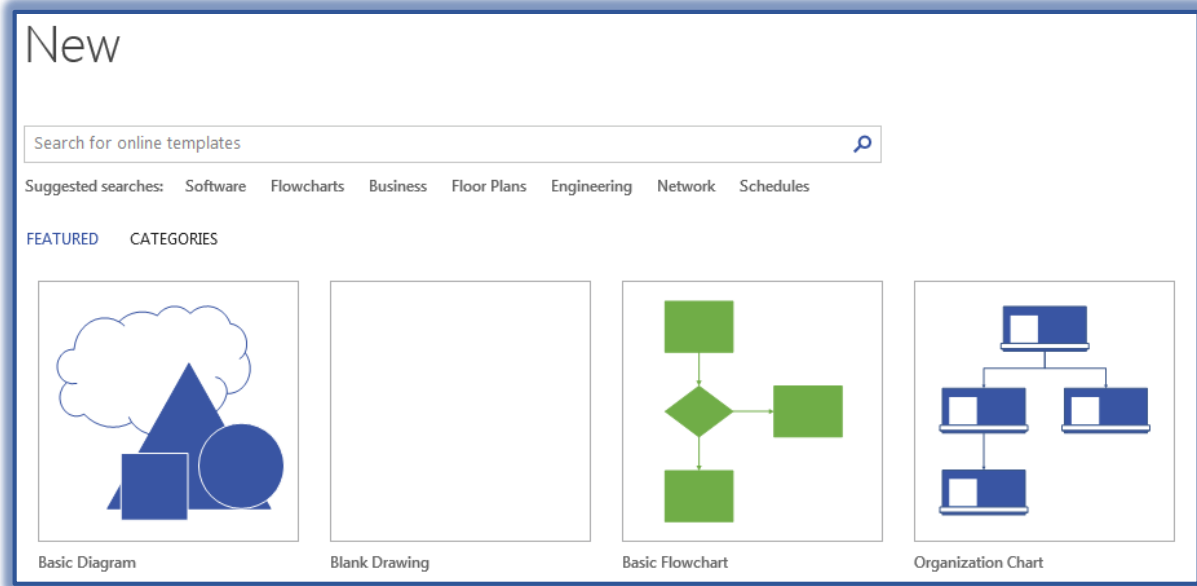 New
Search for online templates
Suggested searches: Software Flowcharts Business Floor Plans Engineering Network Schedules
FEATURED CATEGORIES
Basic Diagram Blank Drawing Basic Flowchart Organization Chart